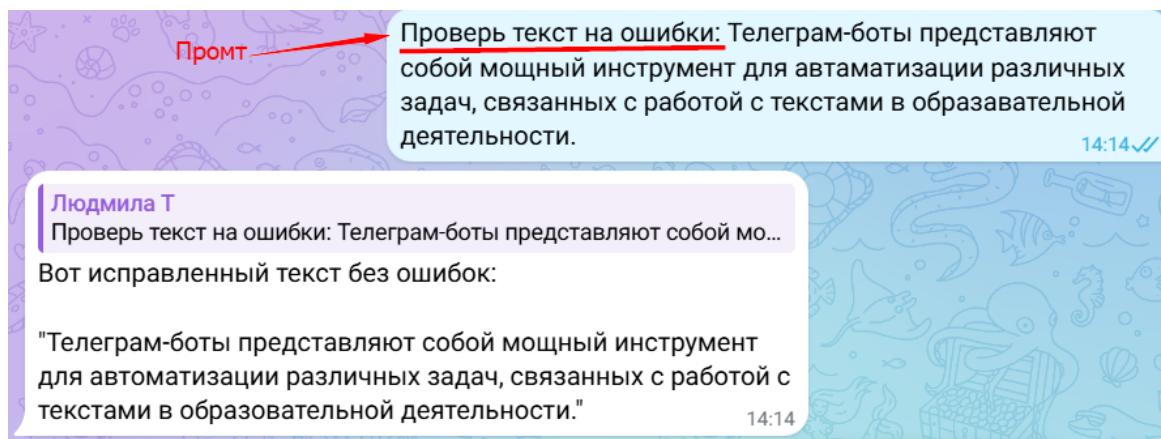 Промт
Проверь текст на ошибки: Телеграм-боты представляют
собой мощный инструмент для автаматизации различных
задач, связанных с работой с текстами в образавательной
деятельности.
14:14
Людмила Т
Проверь текст на ошибки: Телеграм-боты представляют собой мо...
Вот исправленный текст без ошибок:
"Телеграм-боты представляют собой мощный инструмент
для автоматизации различных задач, связанных с работой с
текстами в образовательной деятельности."
14:14